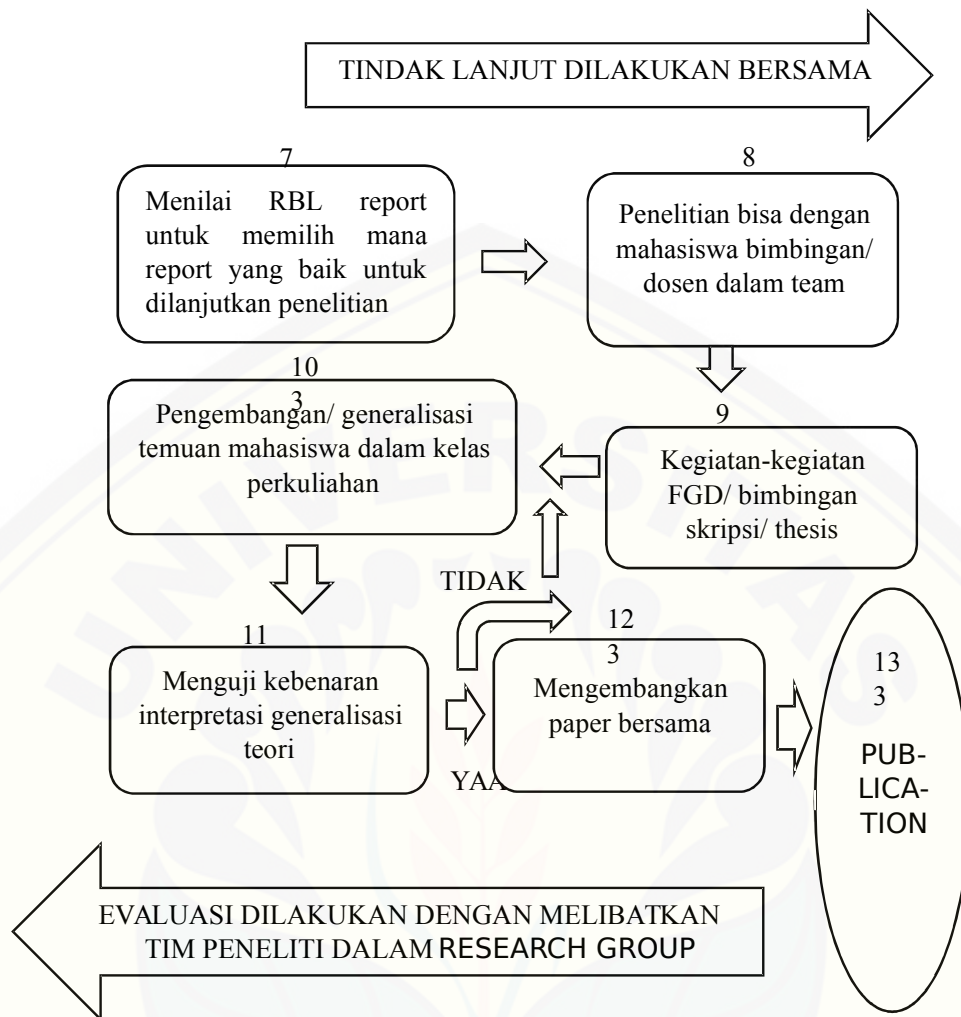 TINDAK LANJUT DILAKUKAN BERSAMA
7
Menilai RBL report
untuk memilih mana
report yang baik untuk
dilanjutkan penelitian
8
Penelitian bisa dengan
mahasiswa bimbingan/
dosen dalam team
9
Kegiatan-kegiatan
FGD/ bimbingan
skripsi/ thesis
10
3
Pengembangan/ generalisasi
temuan mahasiswa dalam kelas
perkuliahan
TIDAK
11
Menguji kebenaran
interpretasi generalisasi
teori
YAA
12
3
Mengembangkan
paper bersama
13
3
PUB-
LICA-
TION
EVALUASI DILAKUKAN DENGAN MELIBATKAN
TIM PENELITI DALAM RESEARCH GROUP
UNIVERSITAS